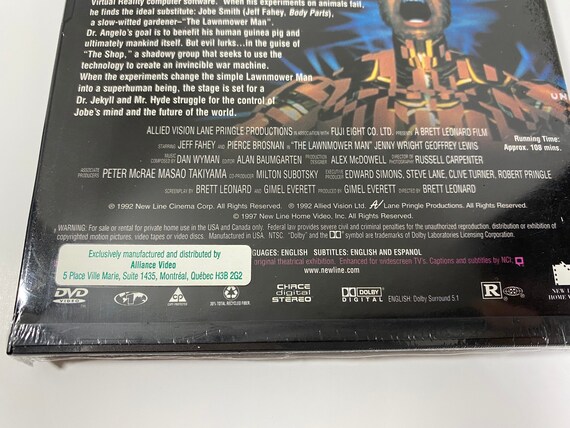 Virtual Reality computer software. When his experiments on animals fail,
he finds the ideal substitute: Jobe Smith (Jeff Fahey, Body Parts),
a slow-witted gardener–"The Lawnmower Man".
Dr. Angelo's goal is to benefit his human guinea pig and
ultimately mankind itself. But evil lurks...in the guise of
"The Shop," a shadowy group that seeks to use the
technology to create an invincible war machine.
When the experiments change the simple Lawnmower Man
into a superhuman being, the stage is set for a
Dr. Jekyll and Mr. Hyde struggle for the control of
Jobe's mind and the future of the world.
UN
Running Time:
Approx. 108 mins.
ALLIED VISION LANE PRINGLE PRODUCTIONS IN ASSOCIATION WITH FUJI EIGHT CO. LTD. PRESENT A BRETT LEONARD FILM
STARRING JEFF FAHEY AND PIERCE BROSNAN IN "THE LAWNMOWER MAN" JENNY WRIGHT GEOFFREY LEWIS
MUSIC COMPOSED BY DAN WYMAN EDITOR ALAN BAUMGARTEN PRODUCTION DESIGNER ALEX McDOWELL DIRECTOR OF PHOTOGRAPHY RUSSELL CARPENTER
ASSOCIATE PRODUCERS PETER McRAE MASAO TAKIYAMA CO-PRODUCER MILTON SUBOTSKY EXECUTIVE PRODUCERS EDWARD SIMONS, STEVE LANE, CLIVE TURNER, ROBERT PRINGLE
SCREENPLAY BY BRETT LEONARD AND GIMEL EVERETT PRODUCED BY GIMEL EVERETT DIRECTED BY BRETT LEONARD
© 1992 New Line Cinema Corp. All Rights Reserved. ℗ 1992 Allied Vision Ltd. Lane Pringle Productions. All Rights Reserved.
© 1997 New Line Home Video, Inc. All Rights Reserved.
WARNING: For sale or rental for private home use in the USA and Canada only. Federal law provides severe civil and criminal penalties for the unauthorized reproduction, distribution or exhibition of
copyrighted motion pictures, video tapes or video discs. Manufactured in USA. NTSC. "Dolby" and the DD symbol are trademarks of Dolby Laboratories Licensing Corporation.
Exclusively manufactured and distributed by
Alliance Video
5 Place Ville Marie, Suite 1435, Montréal, Québec H3B 2G2
GUAGES: ENGLISH SUBTITLES: ENGLISH AND ESPANOL
original theatrical exhibition. Enhanced for widescreen TV's. Captions and subtitles by NCI.
www.newline.com
DVD
VIDEO
CHRCE
digital
STEREO
DOLBY
DIGITAL
ENGLISH: Dolby Surround 5.1
R
NEW L
HOME V